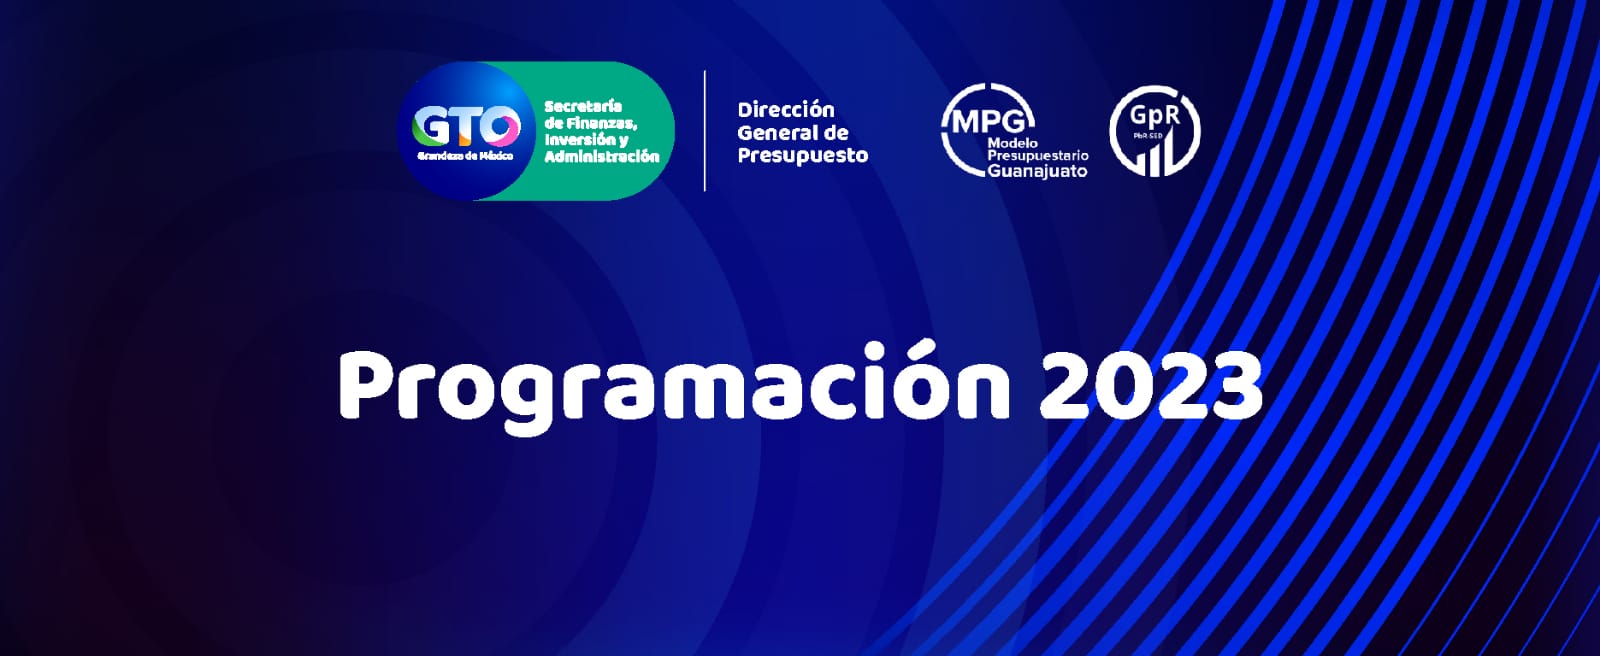 GTO
Grandeza de México
Secretaría
de Finanzas,
Inversión y
Administración
Dirección
General de
Presupuesto
MPG
Modelo
Presupuestario
Guanajuato
GpR
PbR-SED
Programación 2023